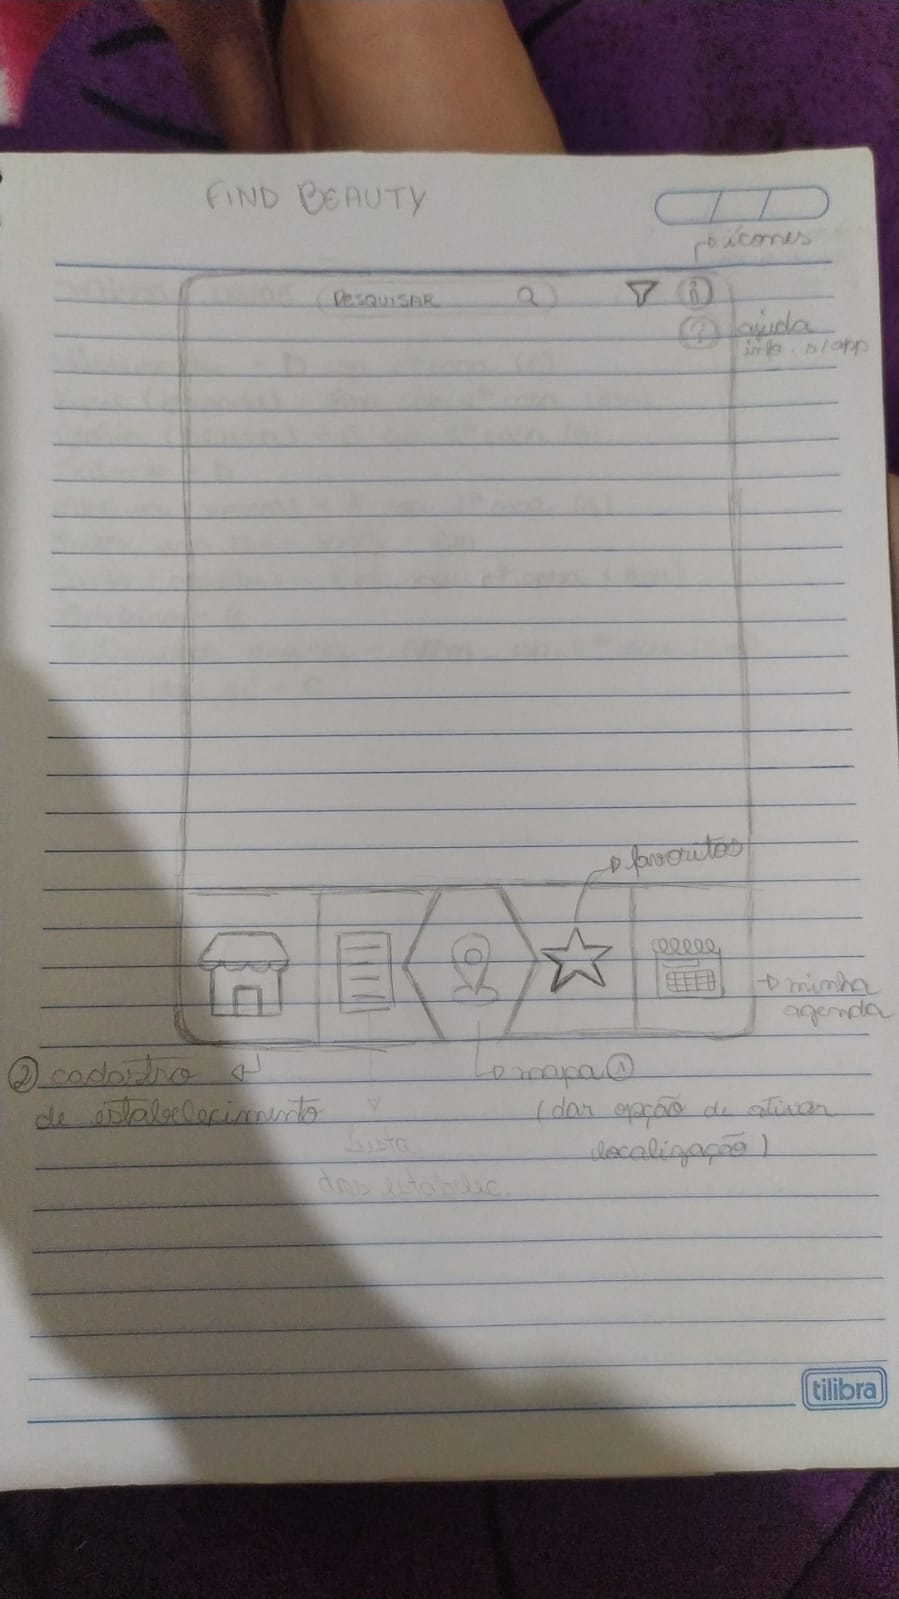 FIND BEAUTY
ícones
PESQUISAR
i
? ajuda
info. s/ app
favoritos
minha
agenda
② cadastro
de estabelecimento
mapa ①
(dar opção de ativar
localização)
Lista
dos estabelec.
tilibra